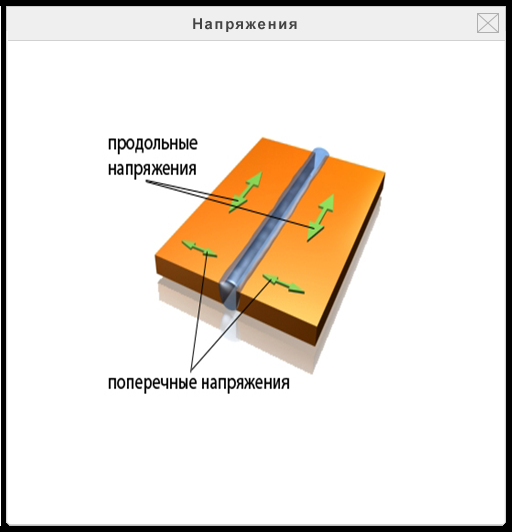 Напряжения
продольные
напряжения
поперечные напряжения